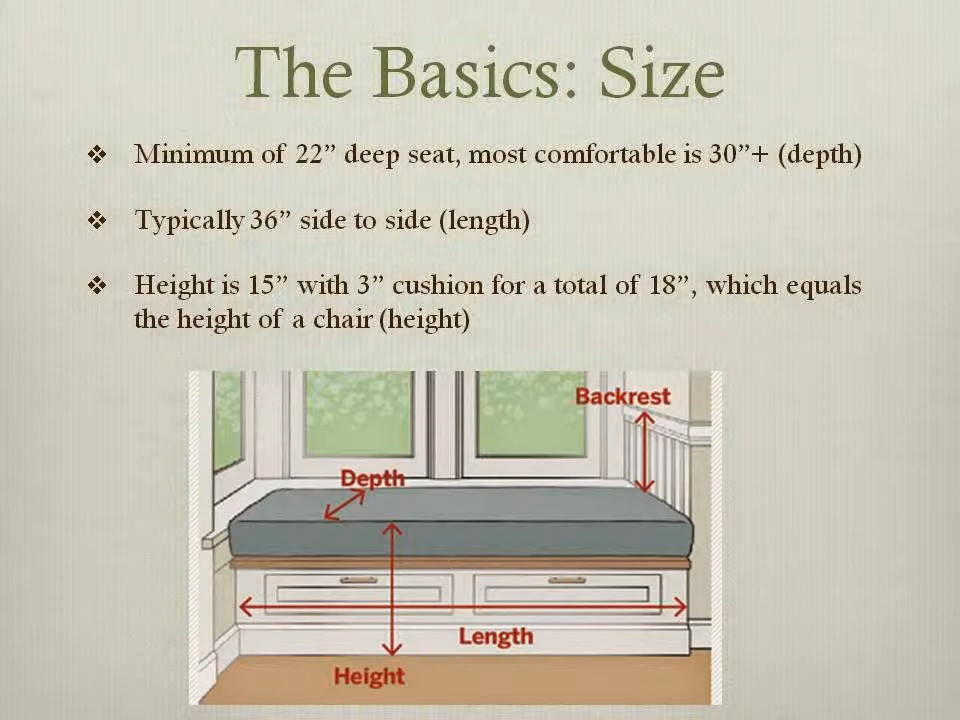 The Basics: Size
❖ Minimum of 22” deep seat, most comfortable is 30”+ (depth)
❖ Typically 36” side to side (length)
❖ Height is 15” with 3” cushion for a total of 18”, which equals
the height of a chair (height)
Backrest
Depth
Length
Height